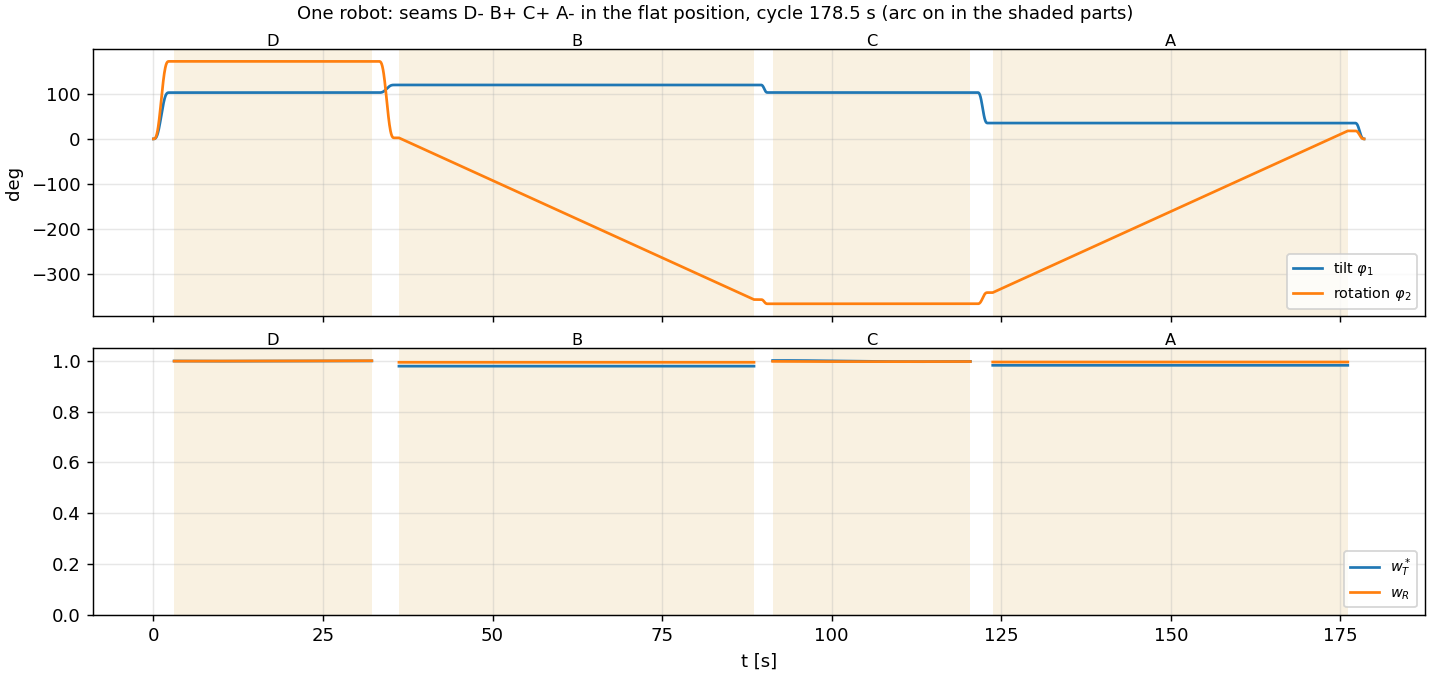 One robot: seams D- B+ C+ A- in the flat position, cycle 178.5 s (arc on in the shaded parts)
D B C A
deg
100
0
−100
−200
−300
tilt φ₁
rotation φ₂
D B C A
1.0
0.8
0.6
0.4
0.2
0.0
w*_T
w_R
0 25 50 75 100 125 150 175
t [s]